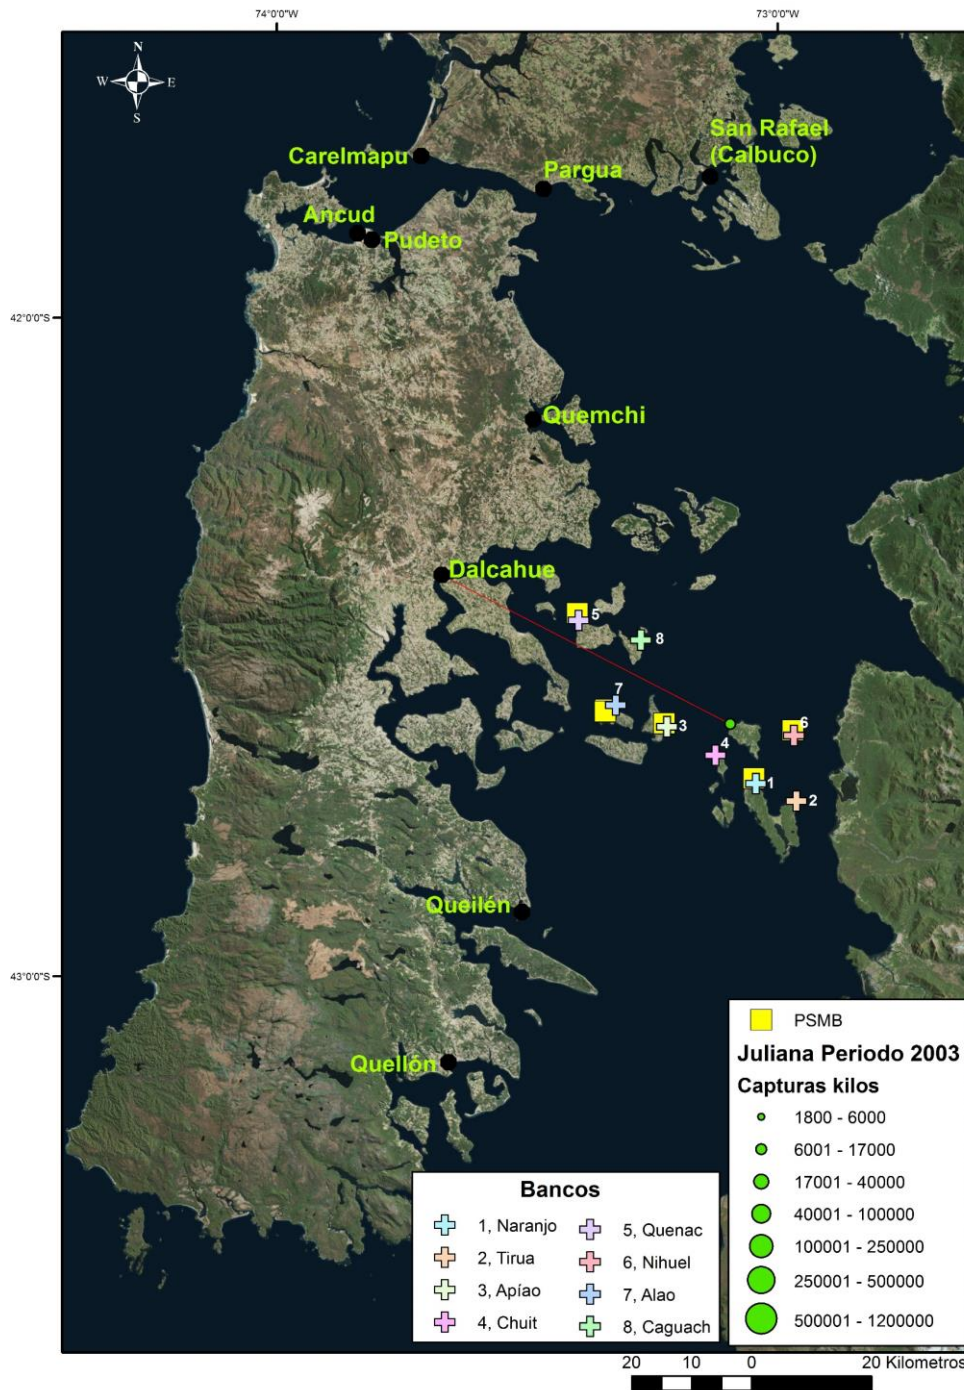 74°0'0"W
73°0'0"W
N
W
E
S
San Rafael
(Calbuco)
Carelmapu
Pargua
Ancud
Pudeto
42°0'0"S
Quemchi
Dalcahue
5
8
7
3
6
4
1
2
Queilén
43°0'0"S
Quellón
PSMB
Juliana Periodo 2003
Capturas kilos
1800 - 6000
6001 - 17000
17001 - 40000
40001 - 100000
100001 - 250000
250001 - 500000
500001 - 1200000
Bancos
1, Naranjo
2, Tirua
3, Apíao
4, Chuit
5, Quenac
6, Nihuel
7, Alao
8, Caguach
20 10 0 20 Kilometros